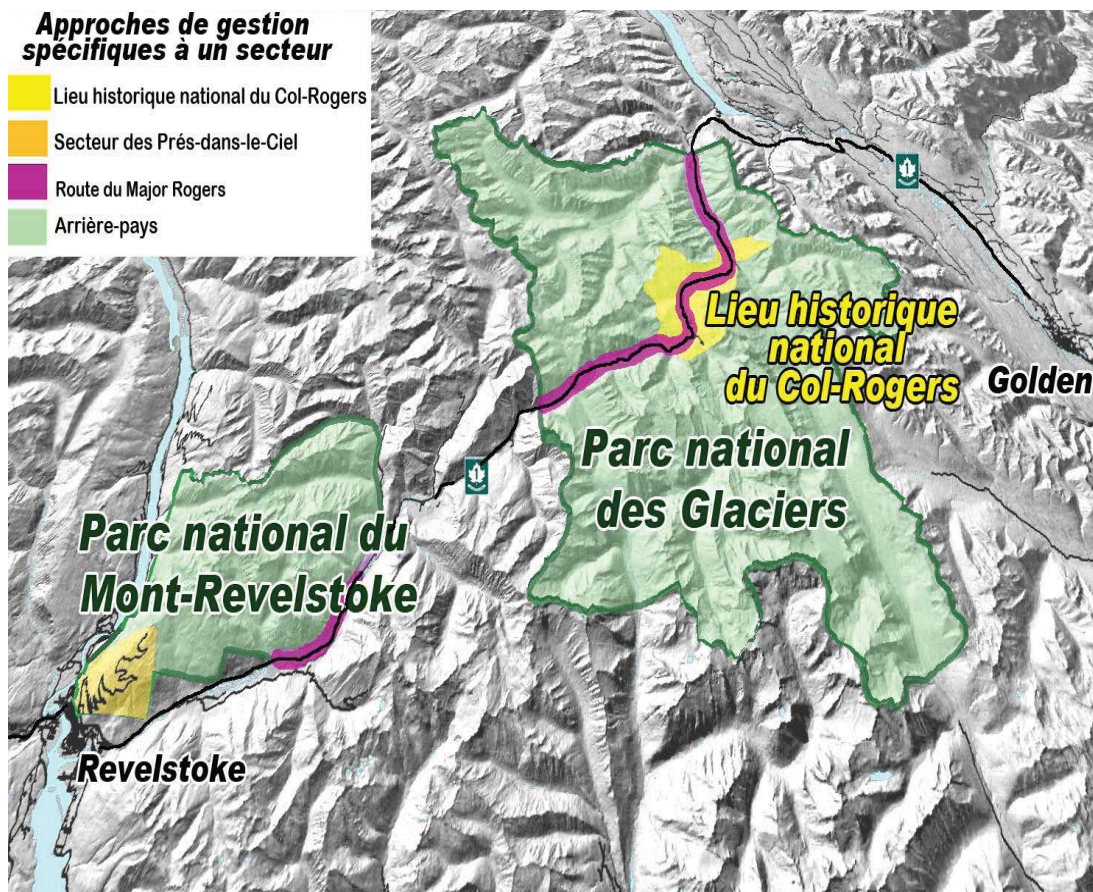 Approches de gestion
spécifiques à un secteur
Lieu historique national du Col-Rogers
Secteur des Prés-dans-le-Ciel
Route du Major Rogers
Arrière-pays
1
Lieu historique
national
du Col-Rogers
Golden
Parc national
des Glaciers
1
Parc national du
Mont-Revelstoke
Revelstoke